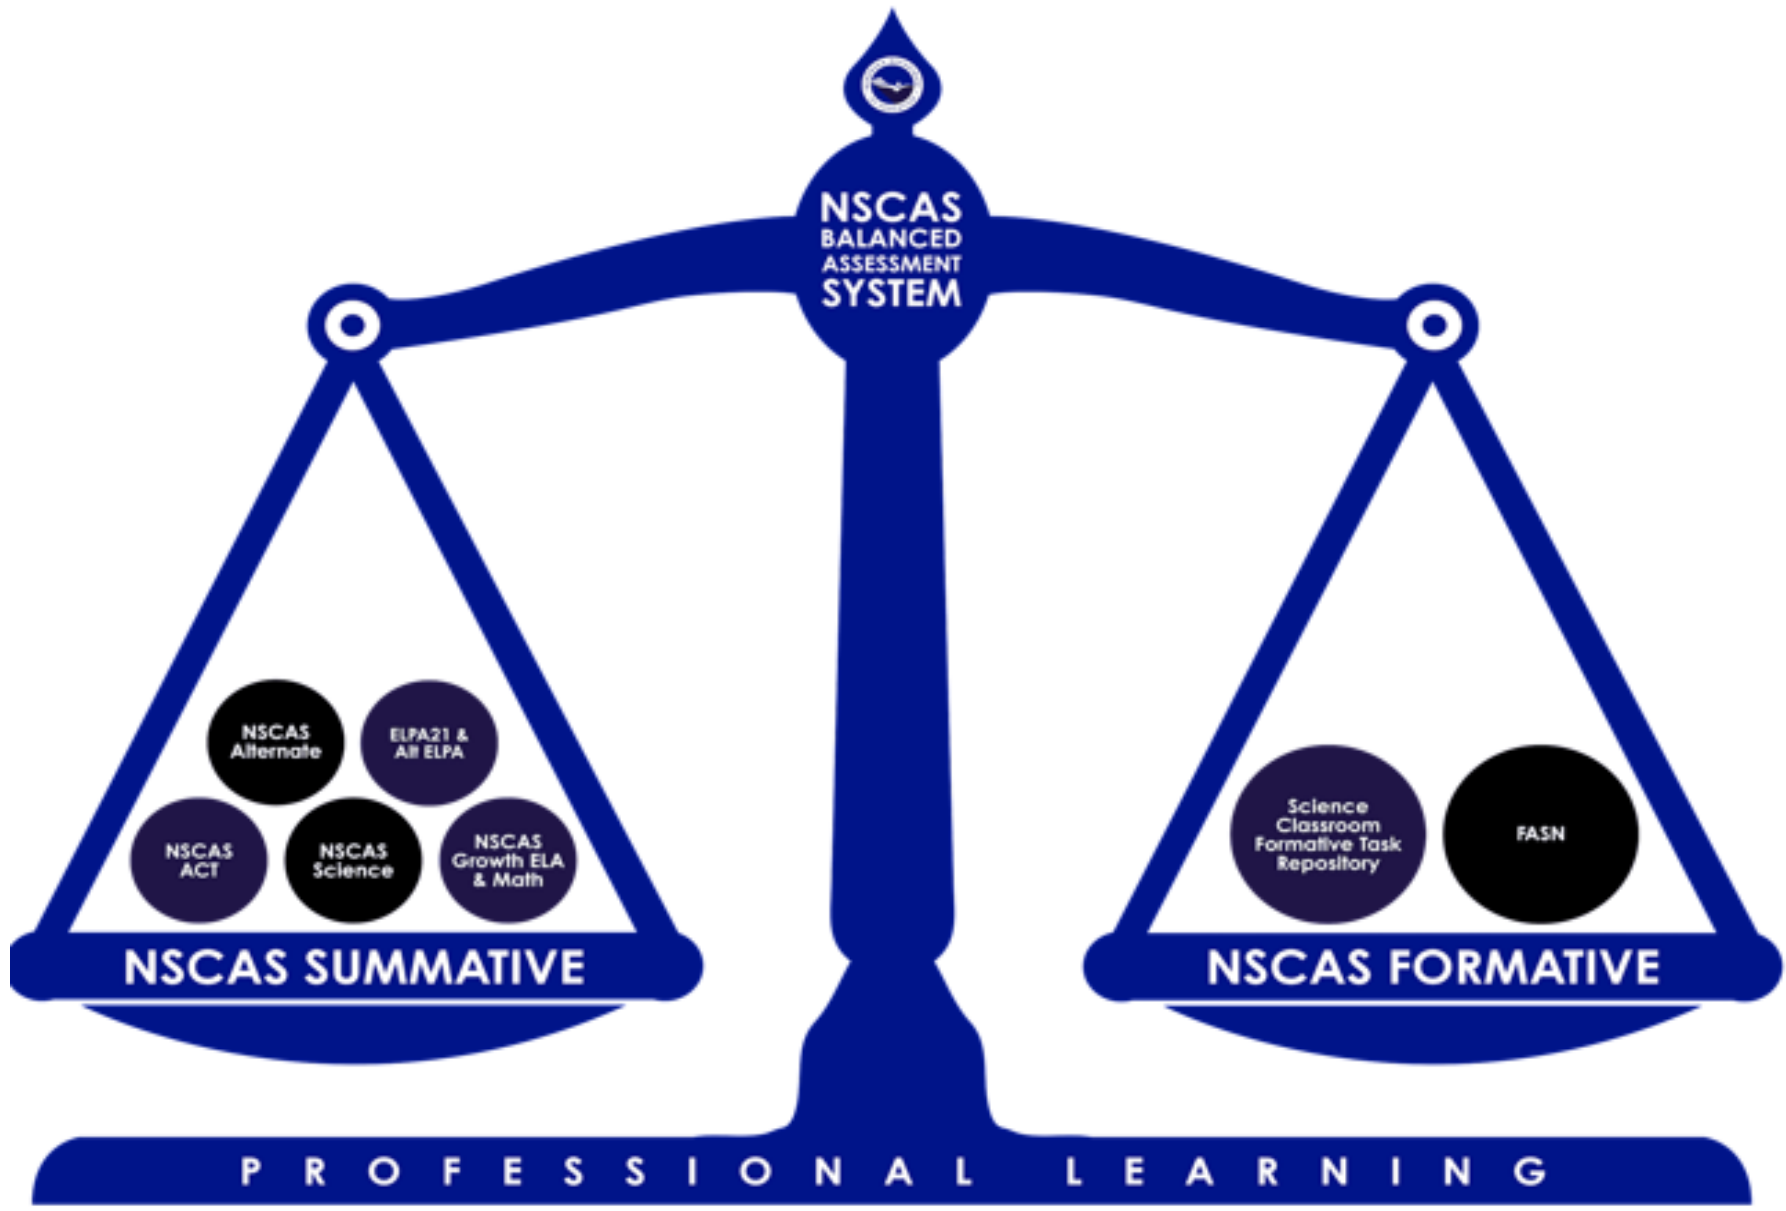 NSCAS
BALANCED
ASSESSMENT
SYSTEM
NSCAS
Alternate
ELPA21 &
Alt ELPA
NSCAS
ACT
NSCAS
Science
NSCAS
Growth ELA
& Math
NSCAS SUMMATIVE
Science
Classroom
Formative Task
Repository
FASN
NSCAS FORMATIVE
PROFESSIONAL LEARNING